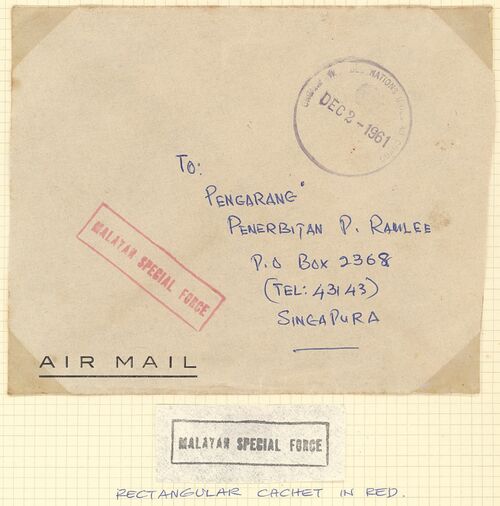 NATIONS
DEC 2-1961
To:
PENGARANG
PENERBITAN P. RAMLEE
P.O BOX 2368
(TEL: 43143)
SINGAPURA
MALAYAN SPECIAL FORCE
AIR MAIL
MALAYAN SPECIAL FORCE
RECTANGULAR CACHET IN RED.